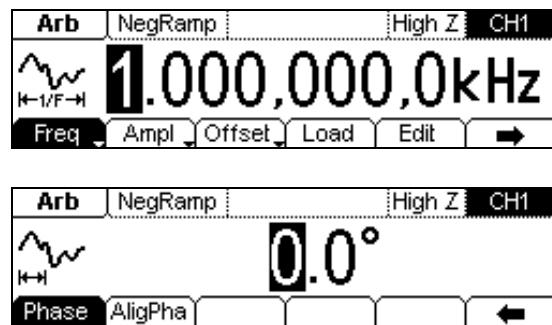 Arb NegRamp High Z CH1
1/F 1.000,000,0kHz
Freq Ampl Offset Load Edit
Arb NegRamp High Z CH1
0.0°
Phase AligPha